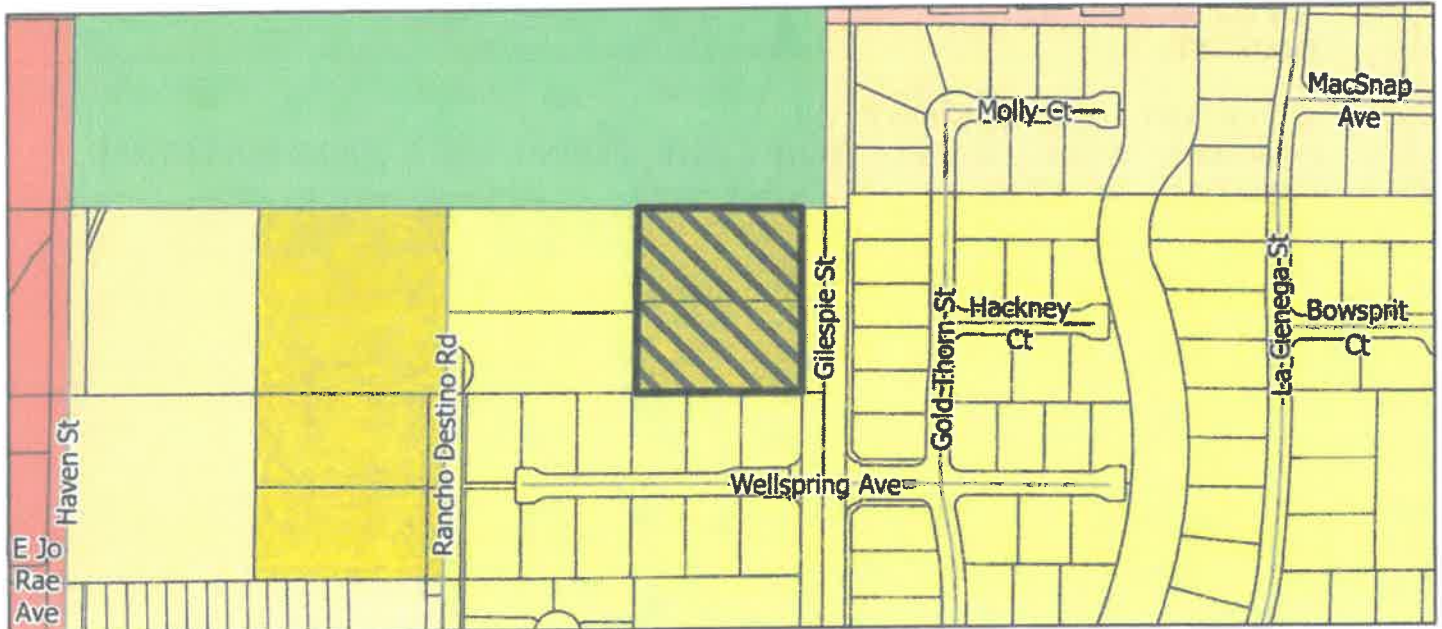 MacSnap
Ave
Molly Ct
Gilespie St
Hackney
Ct
Gold Thorn St
La Cienega St
Bowsprit
Ct
Rancho Destino Rd
Haven St
Wellspring Ave
E Jo
Rae
Ave